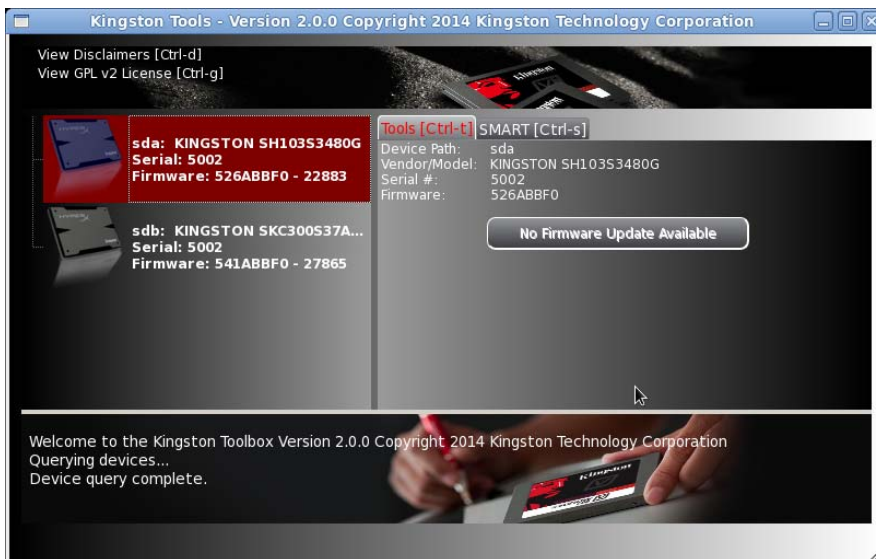 Kingston Tools - Version 2.0.0 Copyright 2014 Kingston Technology Corporation
View Disclaimers [Ctrl-d]
View GPL v2 License [Ctrl-g]
sda: KINGSTON SH103S3480G
Serial: 5002
Firmware: 526ABBF0 - 22883
sdb: KINGSTON SKC300S37A...
Serial: 5002
Firmware: 541ABBF0 - 27865
Tools [Ctrl-t] SMART [Ctrl-s]
Device Path: sda
Vendor/Model: KINGSTON SH103S3480G
Serial #: 5002
Firmware: 526ABBF0
No Firmware Update Available
Welcome to the Kingston Toolbox Version 2.0.0 Copyright 2014 Kingston Technology Corporation
Querying devices...
Device query complete.
Kingston